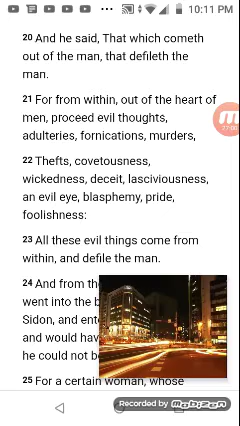 10:11 PM
20 And he said, That which cometh
out of the man, that defileth the
man.
21 For from within, out of the heart of
men, proceed evil thoughts,
adulteries, fornications, murders,
22 Thefts, covetousness,
wickedness, deceit, lasciviousness,
an evil eye, blasphemy, pride,
foolishness:
23 All these evil things come from
within, and defile the man.
24 And from th
went into the b
Sidon, and ent
and would hav
he could not b
25 For a certain woman, whose
Recorded by mobizen